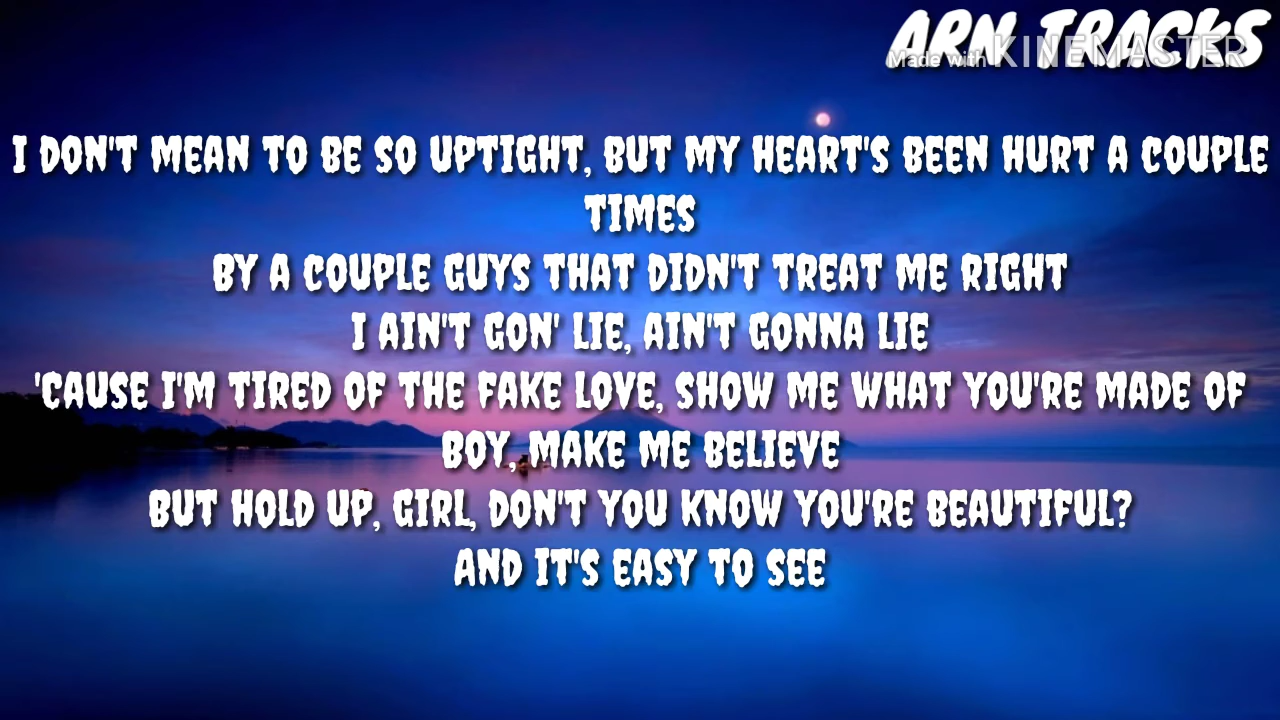 ARN TRACKS
Made with KINEMASTER
I DON'T MEAN TO BE SO UPTIGHT, BUT MY HEART'S BEEN HURT A COUPLE
TIMES
BY A COUPLE GUYS THAT DIDN'T TREAT ME RIGHT
I AIN'T GON' LIE, AIN'T GONNA LIE
'CAUSE I'M TIRED OF THE FAKE LOVE, SHOW ME WHAT YOU'RE MADE OF
BOY, MAKE ME BELIEVE
BUT HOLD UP, GIRL, DON'T YOU KNOW YOU'RE BEAUTIFUL?
AND IT'S EASY TO SEE